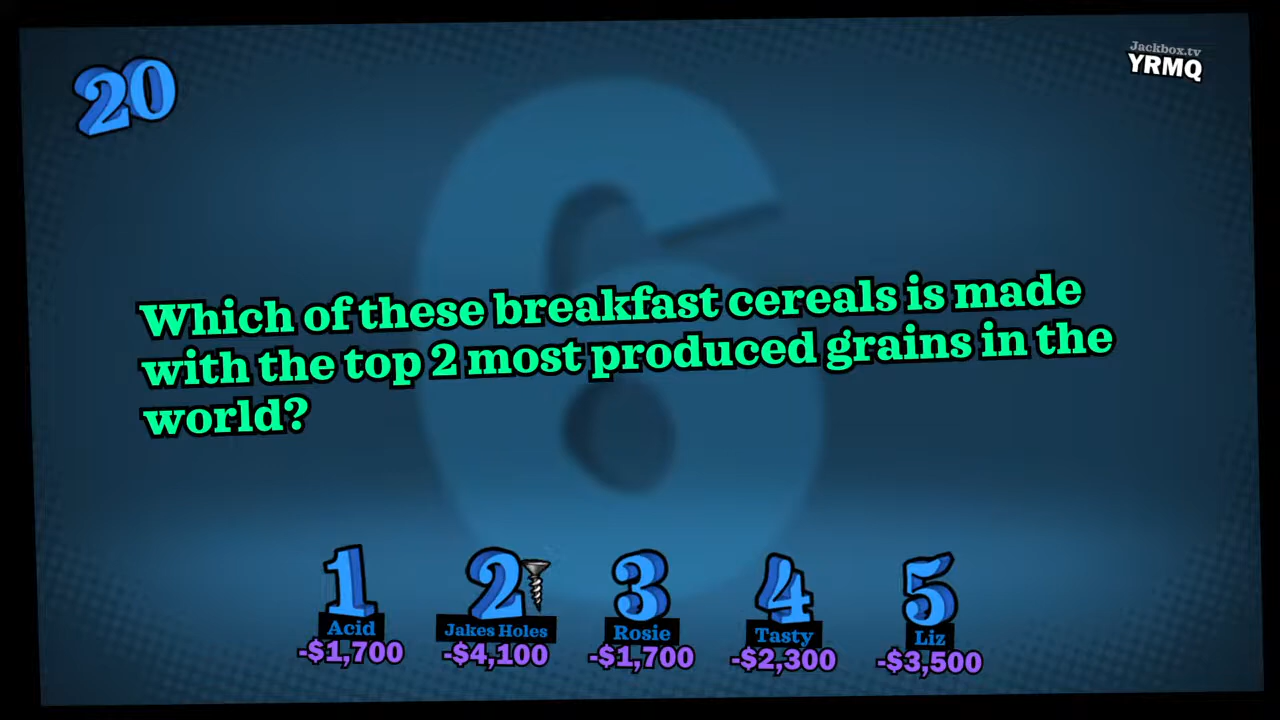 20
Jackbox.tv
YRMQ
Which of these breakfast cereals is made
with the top 2 most produced grains in the
world?
6
1 2 3 4 5
Acid Jakes Holes Rosie Tasty Liz
-$1,700 -$4,100 -$1,700 -$2,300 -$3,500